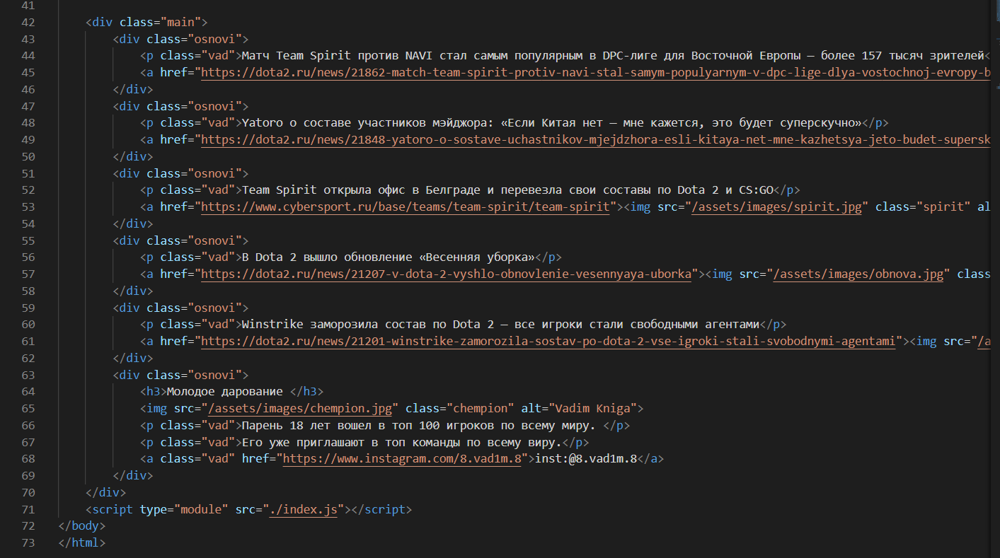 41
42 <div class="main">
43 <div class="osnovi">
44 <p class="vad">Матч Team Spirit против NAVI стал самым популярным в DPC-лиге для Восточной Европы — более 157 тысяч зрителей<
45 <a href="https://dota2.ru/news/21862-match-team-spirit-protiv-navi-stal-samym-populyarnym-v-dpc-lige-dlya-vostochnoj-evropy-b
46 </div>
47 <div class="osnovi">
48 <p class="vad">Yatoro о составе участников мэйджора: «Если Китая нет — мне кажется, это будет суперскучно»</p>
49 <a href="https://dota2.ru/news/21848-yatoro-o-sostave-uchastnikov-mjejdzhora-esli-kitaya-net-mne-kazhetsya-jeto-budet-supersk
50 </div>
51 <div class="osnovi">
52 <p class="vad">Team Spirit открыла офис в Белграде и перевезла свои составы по Dota 2 и CS:GO</p>
53 <a href="https://www.cybersport.ru/base/teams/team-spirit/team-spirit"><img src="/assets/images/spirit.jpg" class="spirit" al
54 </div>
55 <div class="osnovi">
56 <p class="vad">В Dota 2 вышло обновление «Весенняя уборка»</p>
57 <a href="https://dota2.ru/news/21207-v-dota-2-vyshlo-obnovlenie-vesennyaya-uborka"><img src="/assets/images/obnova.jpg" class
58 </div>
59 <div class="osnovi">
60 <p class="vad">Winstrike заморозила состав по Dota 2 — все игроки стали свободными агентами</p>
61 <a href="https://dota2.ru/news/21201-winstrike-zamorozila-sostav-po-dota-2-vse-igroki-stali-svobodnymi-agentami"><img src="/a
62 </div>
63 <div class="osnovi">
64 <h3>Молодое дарование </h3>
65 <img src="/assets/images/chempion.jpg" class="chempion" alt="Vadim Kniga">
66 <p class="vad">Парень 18 лет вошел в топ 100 игроков по всему миру. </p>
67 <p class="vad">Его уже приглашают в топ команды по всему виру.</p>
68 <a class="vad" href="https://www.instagram.com/8.vad1m.8">inst:@8.vad1m.8</a>
69 </div>
70 </div>
71 <script type="module" src="./index.js"></script>
72 </body>
73 </html>